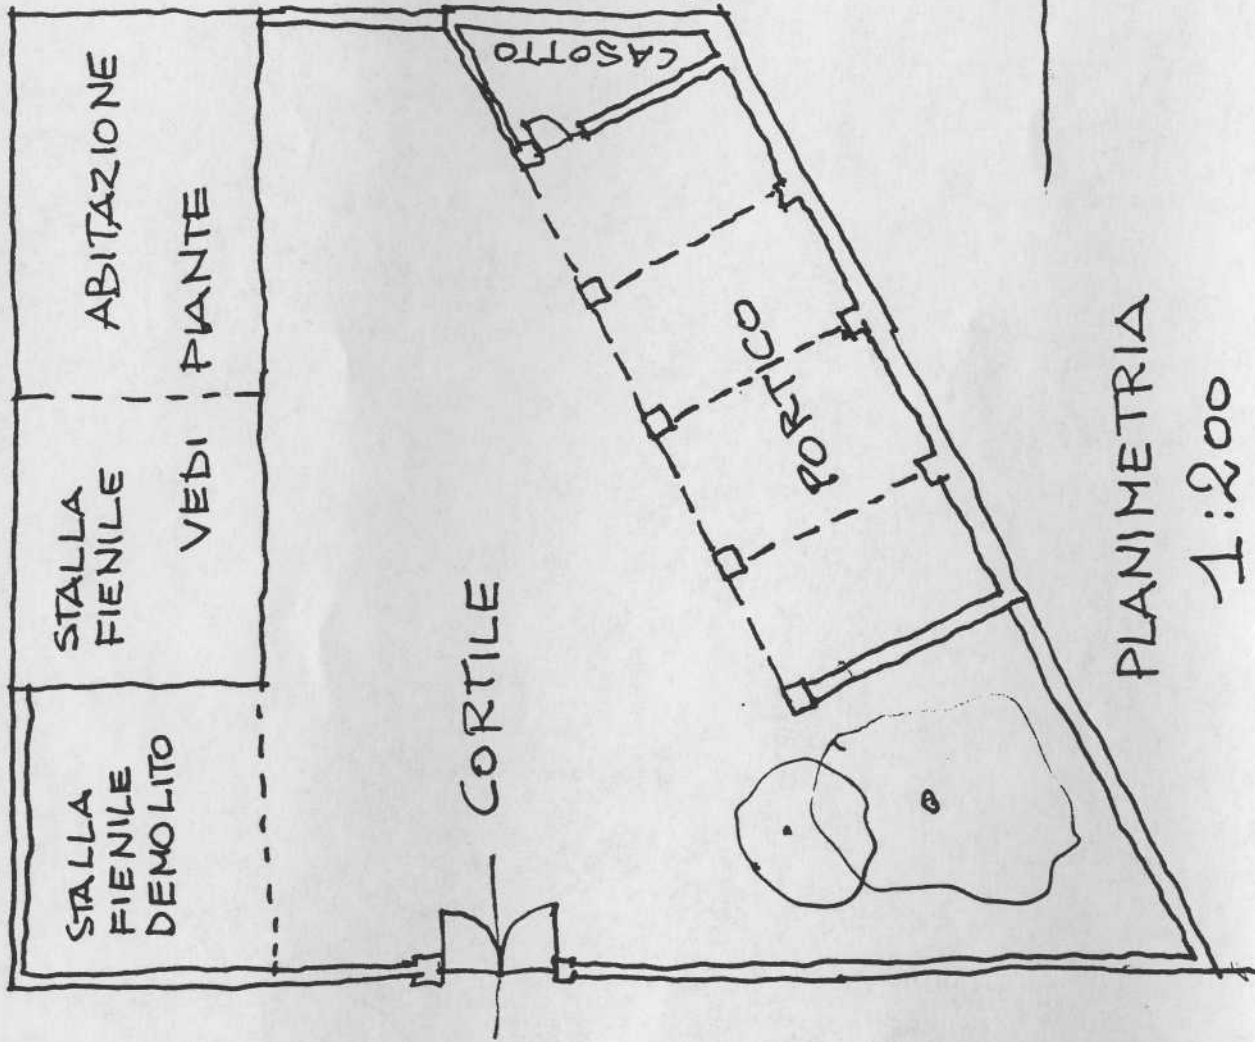 STALLA
FIENILE
DEMOLITO
STALLA
FIENILE
ABITAZIONE
VEDI PIANTE
CORTILE
CASOTTO
PORTICO
PLANIMETRIA
1:200